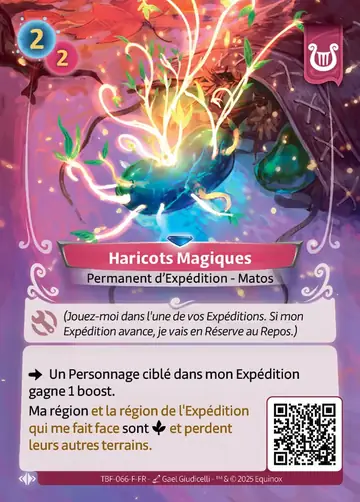 2
2
Haricots Magiques
Permanent d'Expédition - Matos
(Jouez-moi dans l'une de vos Expéditions. Si mon
Expédition avance, je vais en Réserve au Repos.)
Un Personnage ciblé dans mon Expédition
gagne 1 boost.
Ma région et la région de l'Expédition
qui me fait face sont et perdent
leurs autres terrains.
TBF-066-F-FR - Gael Giudicelli - ™ & © 2025 Equinox